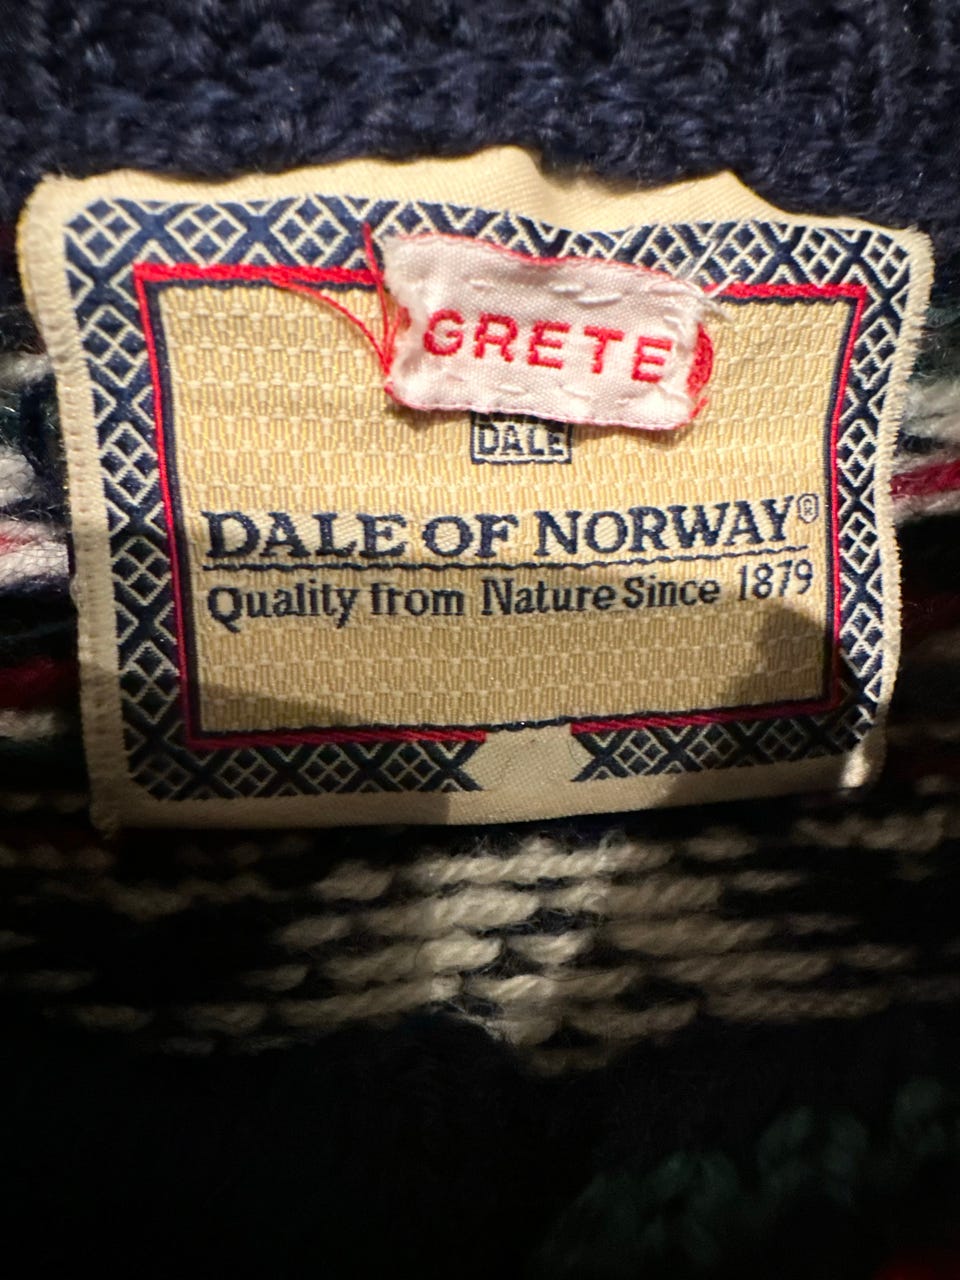 GRETE
DALE
DALE OF NORWAY®
Quality from Nature Since 1879